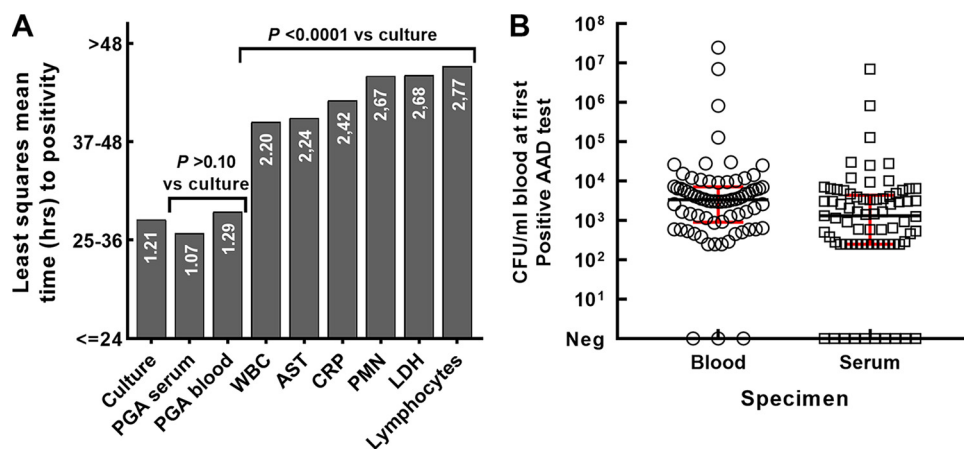 A
Least squares mean
time (hrs) to positivity
>48
37-48
25-36
<=24
P <0.0001 vs culture
P >0.10
vs culture
1.21
1.07
1.29
2.20
2,24
2,42
2,67
2,68
2,77
Culture
PGA serum
PGA blood
WBC
AST
CRP
PMN
LDH
Lymphocytes
B
CFU/ml blood at first
Positive AAD test
10⁸
10⁷
10⁶
10⁵
10⁴
10³
10²
10¹
Neg
Blood
Serum
Specimen